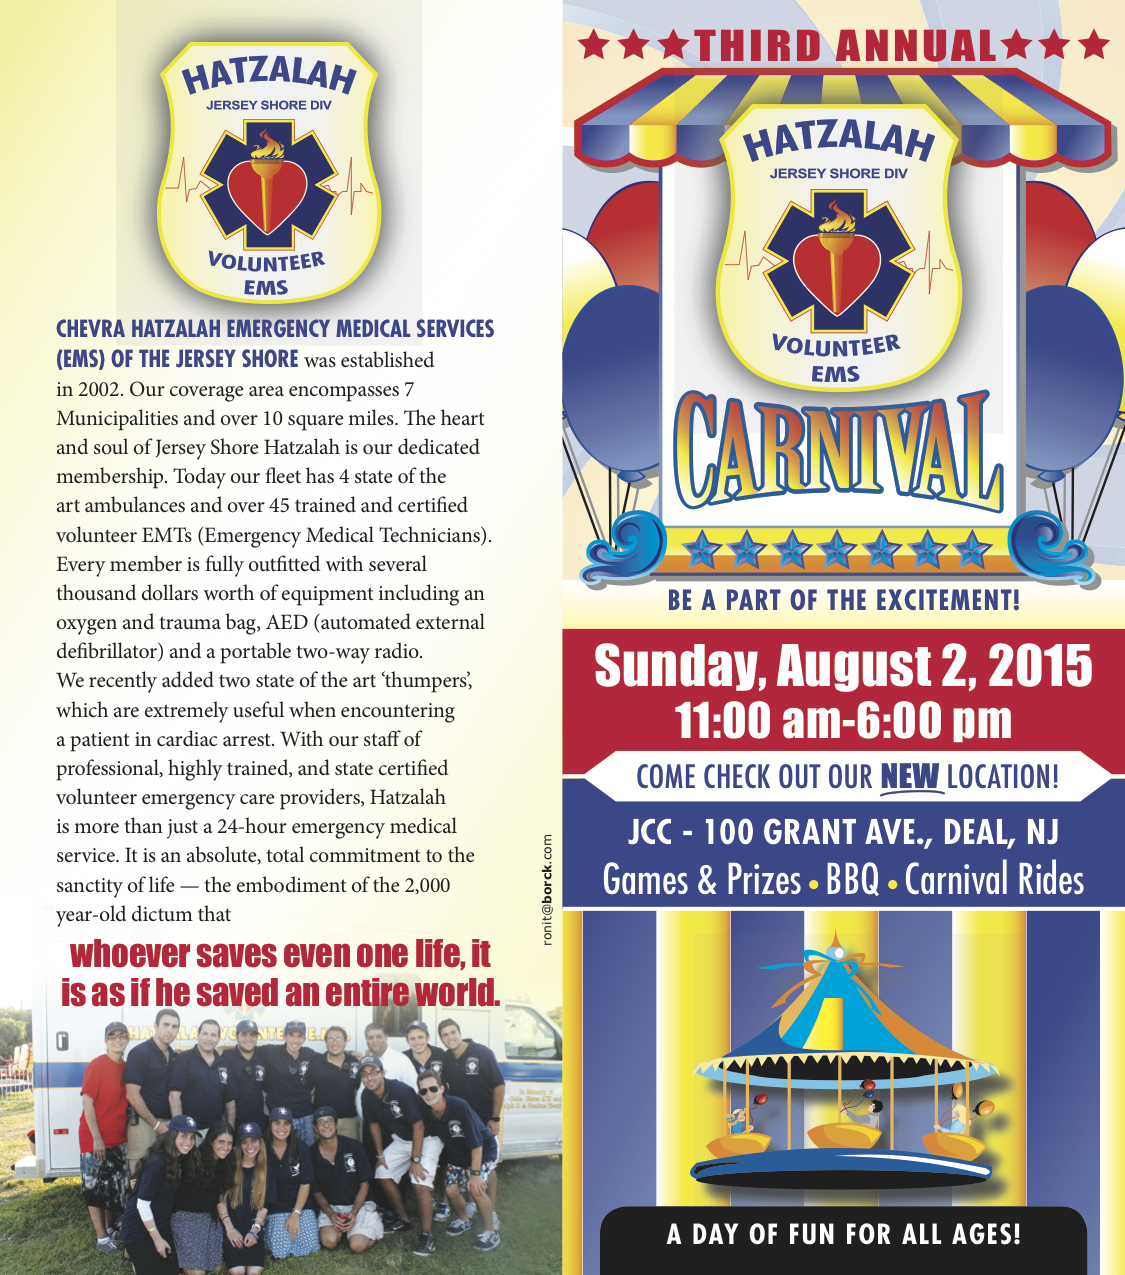 HATZALAH
JERSEY SHORE DIV
VOLUNTEER
EMS
CHEVRA HATZALAH EMERGENCY MEDICAL SERVICES
(EMS) OF THE JERSEY SHORE was established
in 2002. Our coverage area encompasses 7
Municipalities and over 10 square miles. The heart
and soul of Jersey Shore Hatzalah is our dedicated
membership. Today our fleet has 4 state of the
art ambulances and over 45 trained and certified
volunteer EMTs (Emergency Medical Technicians).
Every member is fully outfitted with several
thousand dollars worth of equipment including an
oxygen and trauma bag, AED (automated external
defibrillator) and a portable two-way radio.
We recently added two state of the art ‘thumpers’,
which are extremely useful when encountering
a patient in cardiac arrest. With our staff of
professional, highly trained, and state certified
volunteer emergency care providers, Hatzalah
is more than just a 24-hour emergency medical
service. It is an absolute, total commitment to the
sanctity of life — the embodiment of the 2,000
year-old dictum that
whoever saves even one life, it
is as if he saved an entire world.
HATZALAH VOLUNTEER
ronit@borck.com
THIRD ANNUAL
HATZALAH
JERSEY SHORE DIV
VOLUNTEER
EMS
CARNIVAL
BE A PART OF THE EXCITEMENT!
Sunday, August 2, 2015
11:00 am-6:00 pm
COME CHECK OUT OUR NEW LOCATION!
JCC - 100 GRANT AVE., DEAL, NJ
Games & Prizes • BBQ • Carnival Rides
A DAY OF FUN FOR ALL AGES!